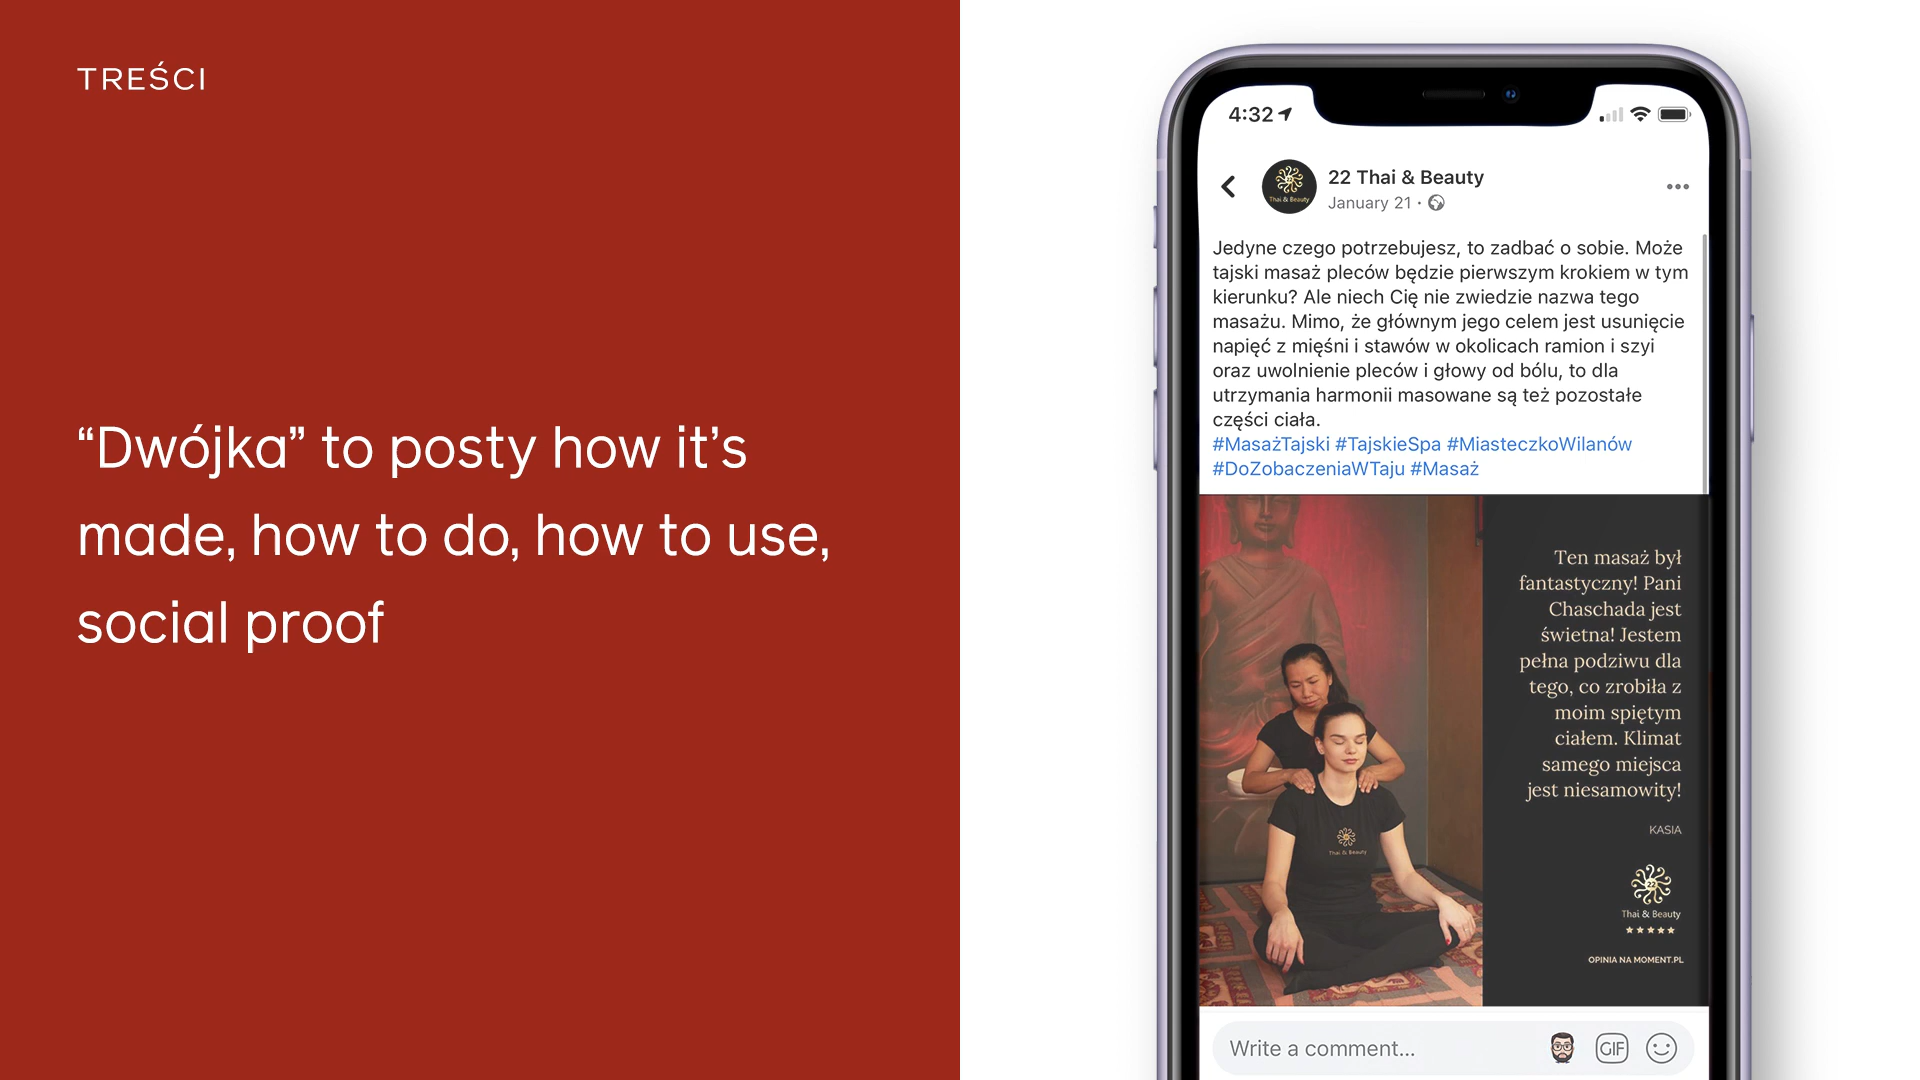 TREŚCI
“Dwójka” to posty how it’s
made, how to do, how to use,
social proof
4:32
22 Thai & Beauty
January 21 ·
Jedyne czego potrzebujesz, to zadbać o sobie. Może
tajski masaż pleców będzie pierwszym krokiem w tym
kierunku? Ale niech Cię nie zwiedzie nazwa tego
masażu. Mimo, że głównym jego celem jest usunięcie
napięć z mięśni i stawów w okolicach ramion i szyi
oraz uwolnienie pleców i głowy od bólu, to dla
utrzymania harmonii masowane są też pozostałe
części ciała.
#MasażTajski #TajskieSpa #MiasteczkoWilanów
#DoZobaczeniaWTaju #Masaż
Thai & Beauty
Ten masaż był
fantastyczny! Pani
Chaschada jest
świetna! Jestem
pełna podziwu dla
tego, co zrobiła z
moim spiętym
ciałem. Klimat
samego miejsca
jest niesamowity!
KASIA
22
Thai & Beauty
OPINIA NA MOMENT.PL
Thai & Beauty
Write a comment...
GIF